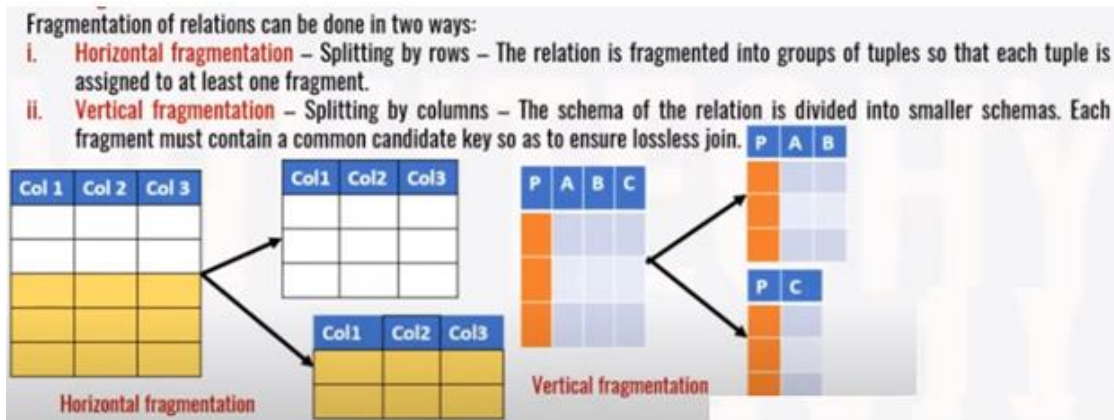 Fragmentation of relations can be done in two ways:
i. Horizontal fragmentation – Splitting by rows – The relation is fragmented into groups of tuples so that each tuple is
assigned to at least one fragment.
ii. Vertical fragmentation – Splitting by columns – The schema of the relation is divided into smaller schemas. Each
fragment must contain a common candidate key so as to ensure lossless join.
P A B
Col 1 Col 2 Col 3
Col1 Col2 Col3
P A B C
P C
Col1 Col2 Col3
Vertical fragmentation
Horizontal fragmentation